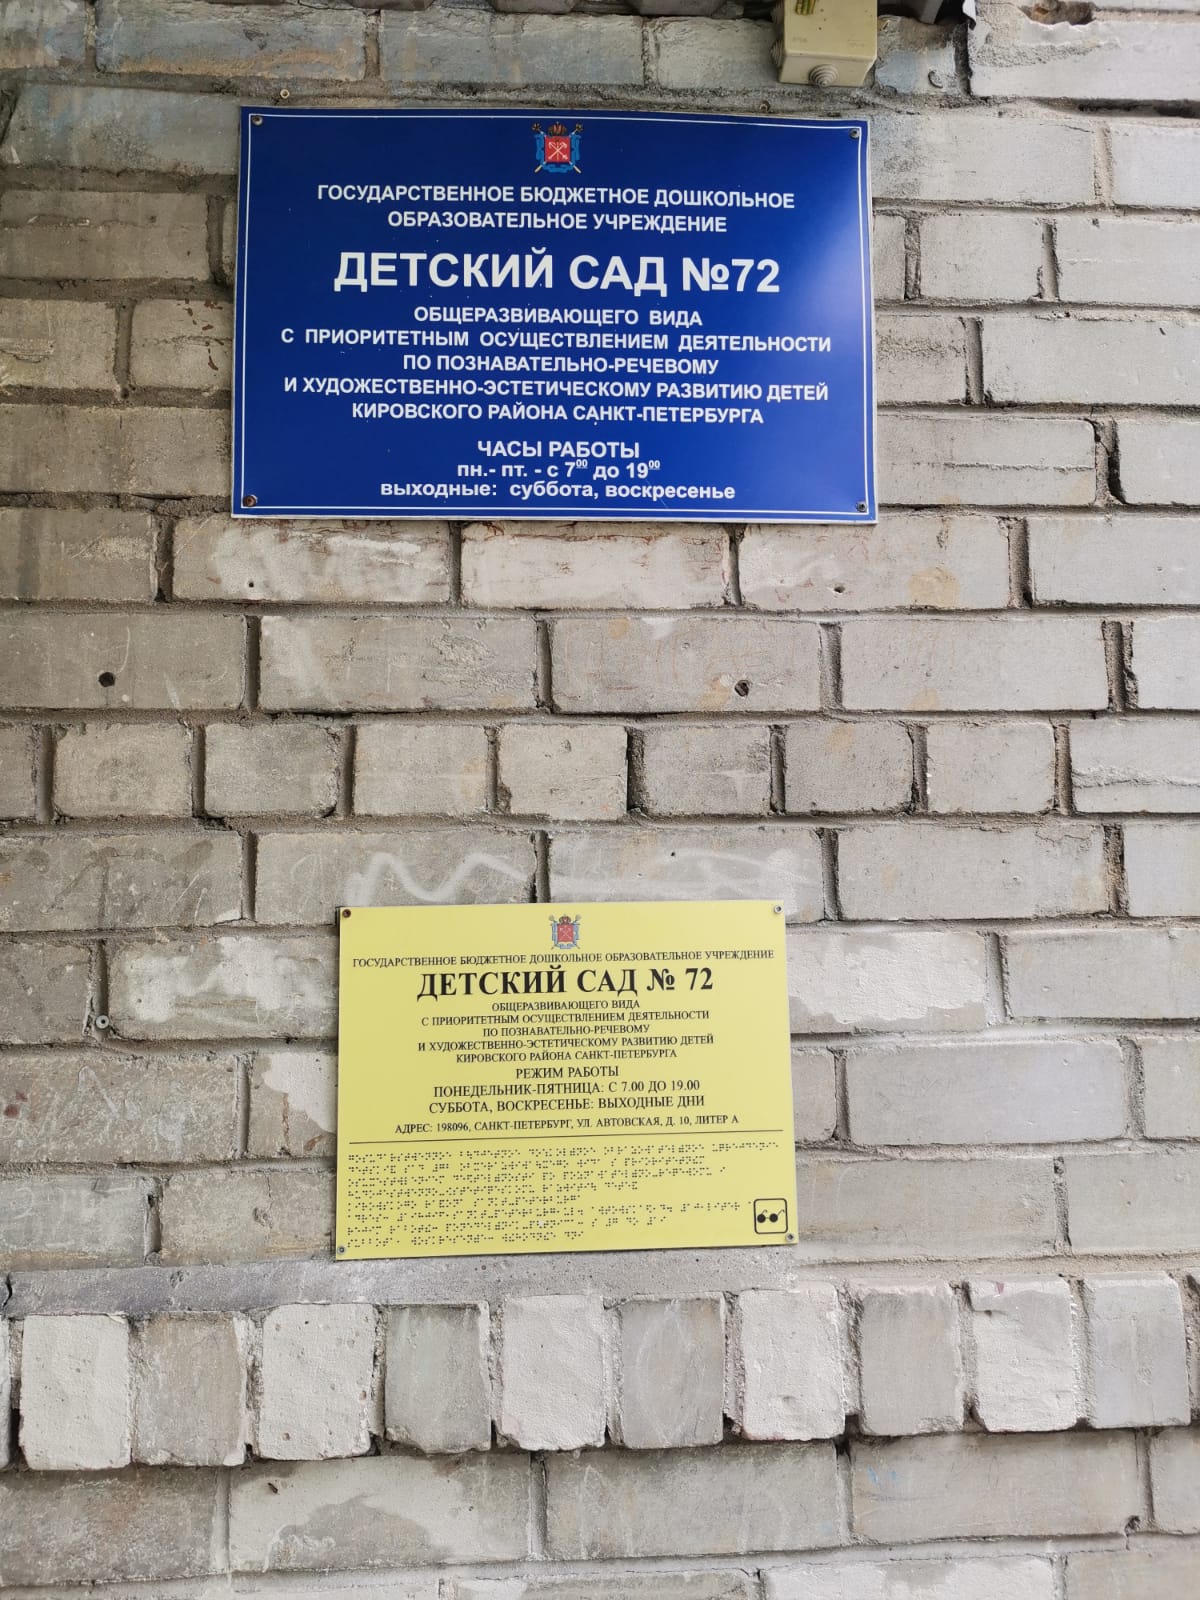 ГОСУДАРСТВЕННОЕ БЮДЖЕТНОЕ ДОШКОЛЬНОЕ
ОБРАЗОВАТЕЛЬНОЕ УЧРЕЖДЕНИЕ
ДЕТСКИЙ САД №72
ОБЩЕРАЗВИВАЮЩЕГО ВИДА
С ПРИОРИТЕТНЫМ ОСУЩЕСТВЛЕНИЕМ ДЕЯТЕЛЬНОСТИ
ПО ПОЗНАВАТЕЛЬНО-РЕЧЕВОМУ
И ХУДОЖЕСТВЕННО-ЭСТЕТИЧЕСКОМУ РАЗВИТИЮ ДЕТЕЙ
КИРОВСКОГО РАЙОНА САНКТ-ПЕТЕРБУРГА
ЧАСЫ РАБОТЫ
пн.- пт. - с 7⁰⁰ до 19⁰⁰
выходные: суббота, воскресенье
ГОСУДАРСТВЕННОЕ БЮДЖЕТНОЕ ДОШКОЛЬНОЕ ОБРАЗОВАТЕЛЬНОЕ УЧРЕЖДЕНИЕ
ДЕТСКИЙ САД № 72
ОБЩЕРАЗВИВАЮЩЕГО ВИДА
С ПРИОРИТЕТНЫМ ОСУЩЕСТВЛЕНИЕМ ДЕЯТЕЛЬНОСТИ
ПО ПОЗНАВАТЕЛЬНО-РЕЧЕВОМУ
И ХУДОЖЕСТВЕННО-ЭСТЕТИЧЕСКОМУ РАЗВИТИЮ ДЕТЕЙ
КИРОВСКОГО РАЙОНА САНКТ-ПЕТЕРБУРГА
РЕЖИМ РАБОТЫ
ПОНЕДЕЛЬНИК-ПЯТНИЦА: С 7.00 ДО 19.00
СУББОТА, ВОСКРЕСЕНЬЕ: ВЫХОДНЫЕ ДНИ
АДРЕС: 198096, САНКТ-ПЕТЕРБУРГ, УЛ. АВТОВСКАЯ, Д. 10, ЛИТЕР А